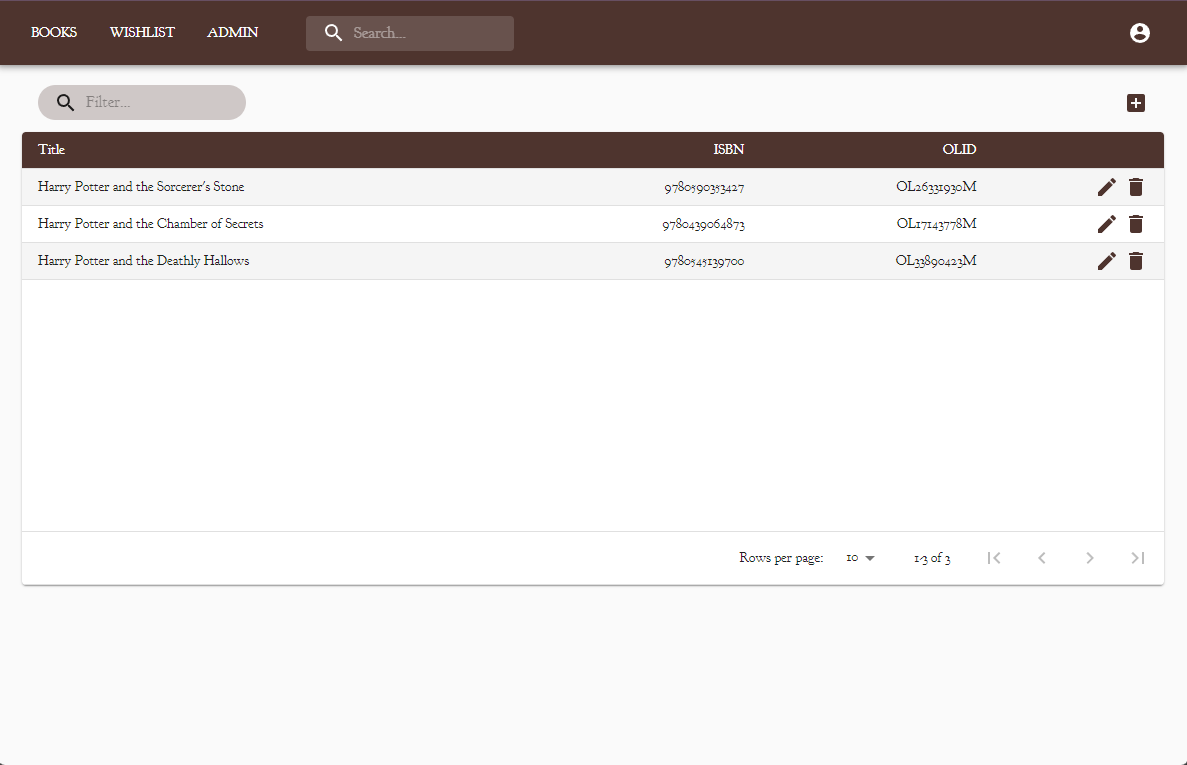 BOOKS WISHLIST ADMIN Search...
Filter...
Title ISBN OLID
Harry Potter and the Sorcerer's Stone 9780590353427 OL26331930M
Harry Potter and the Chamber of Secrets 9780439064873 OL17143778M
Harry Potter and the Deathly Hallows 9780545139700 OL33890423M
Rows per page: 10 1-3 of 3